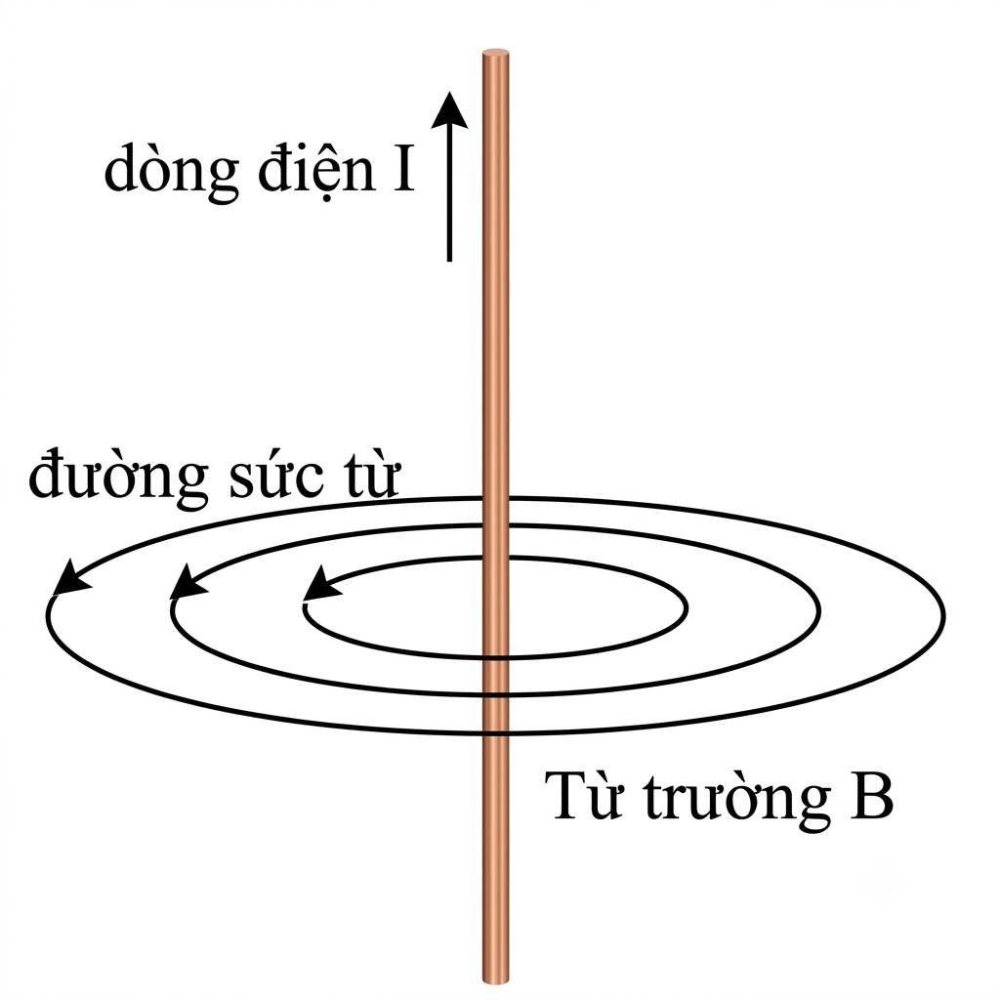 dòng điện I
đường sức từ
Từ trường B